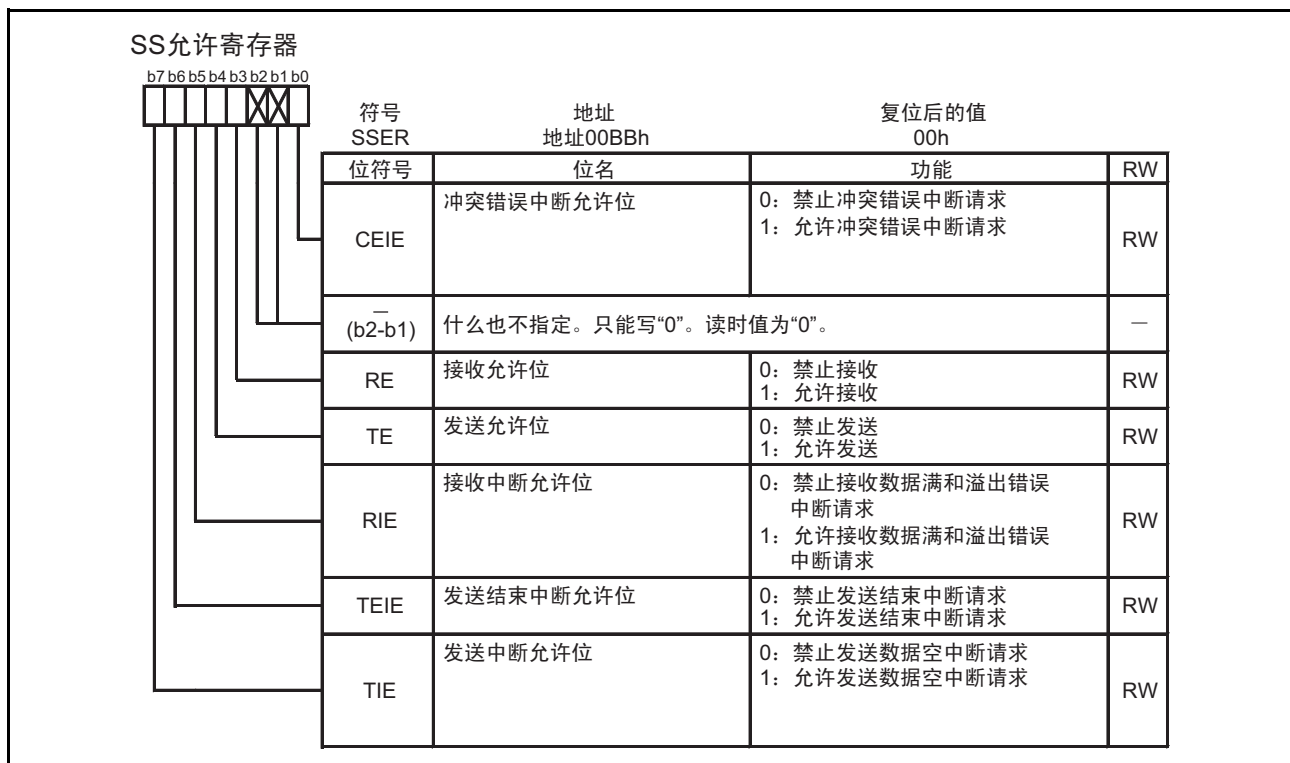 SS允许寄存器
b7 b6 b5 b4 b3 b2 b1 b0
符号 地址 复位后的值
SSER 地址00BBh 00h
位符号 位名 功能 RW
CEIE 冲突错误中断允许位 0：禁止冲突错误中断请求
1：允许冲突错误中断请求 RW
—
(b2-b1) 什么也不指定。只能写“0”。读时值为“0”。 —
RE 接收允许位 0：禁止接收
1：允许接收 RW
TE 发送允许位 0：禁止发送
1：允许发送 RW
RIE 接收中断允许位 0：禁止接收数据满和溢出错误
中断请求
1：允许接收数据满和溢出错误
中断请求 RW
TEIE 发送结束中断允许位 0：禁止发送结束中断请求
1：允许发送结束中断请求 RW
TIE 发送中断允许位 0：禁止发送数据空中断请求
1：允许发送数据空中断请求 RW